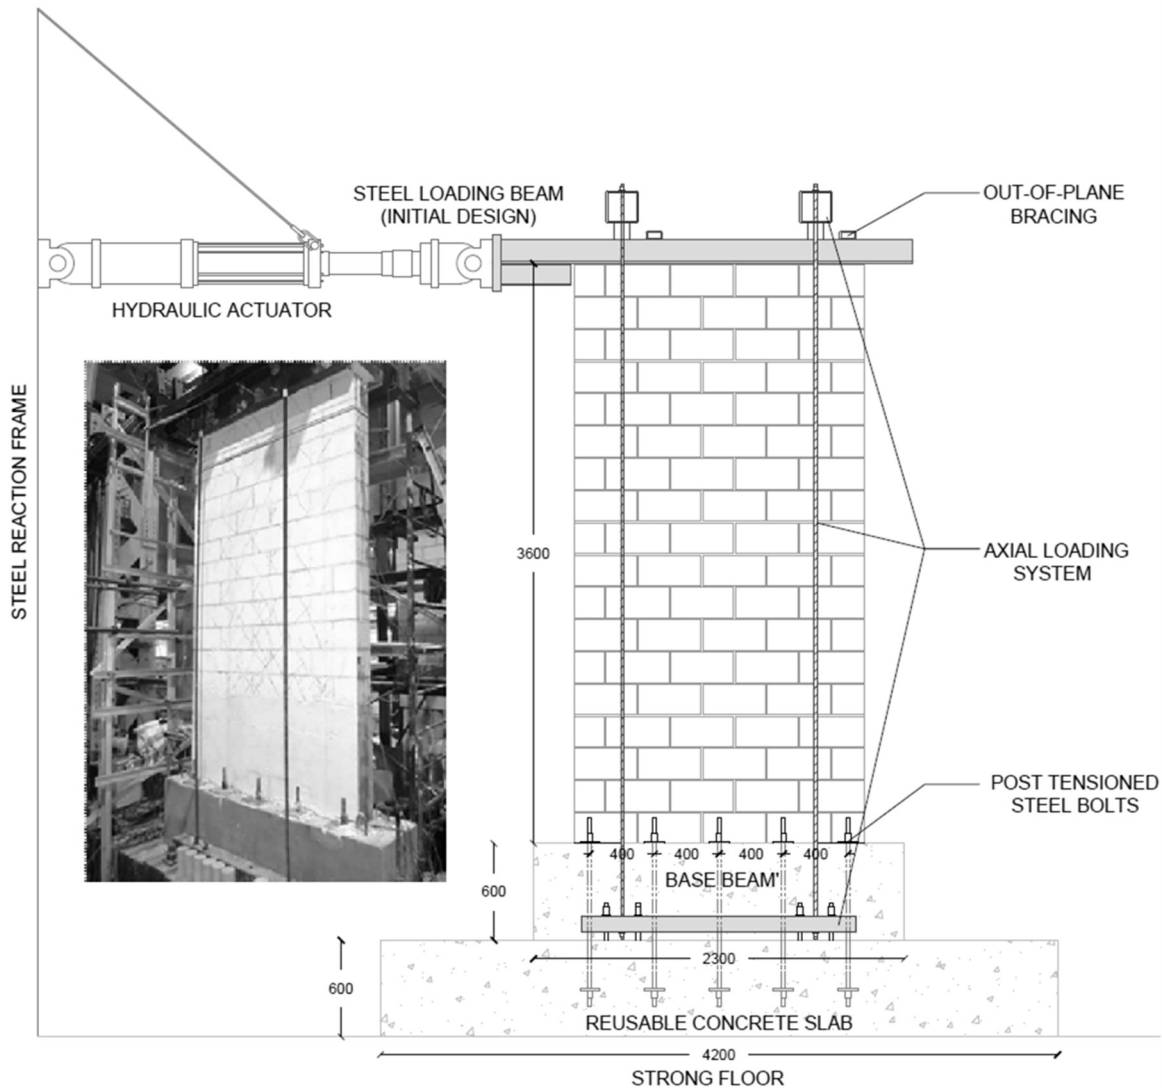 STEEL LOADING BEAM
(INITIAL DESIGN)
OUT-OF-PLANE
BRACING
HYDRAULIC ACTUATOR
STEEL REACTION FRAME
3600
AXIAL LOADING
SYSTEM
POST TENSIONED
STEEL BOLTS
400 400 400 400
BASE BEAM'
600
2300
600
REUSABLE CONCRETE SLAB
4200
STRONG FLOOR